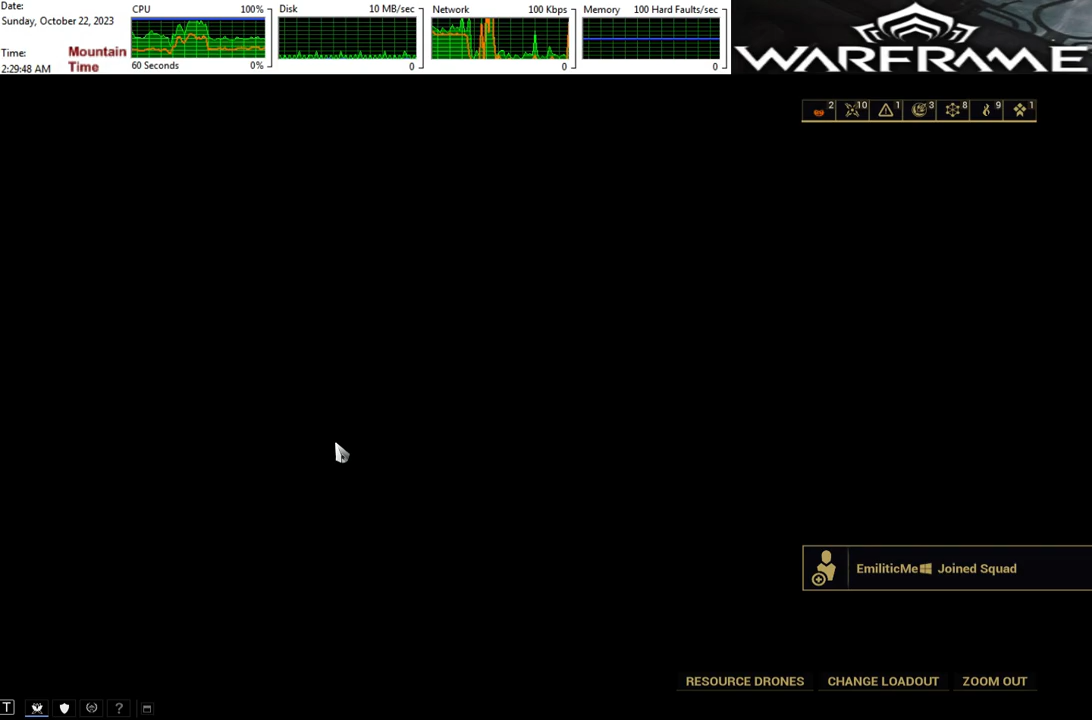 Date:
Sunday, October 22, 2023
Time:
2:29:48 AM
Mountain
Time
CPU 100%
60 Seconds 0%
Disk 10 MB/sec
0
Network 100 Kbps
0
Memory 100 Hard Faults/sec
0
WARFRAME
2 10 1 3 8 9 1
EmiliticMe Joined Squad
RESOURCE DRONES CHANGE LOADOUT ZOOM OUT
T ?